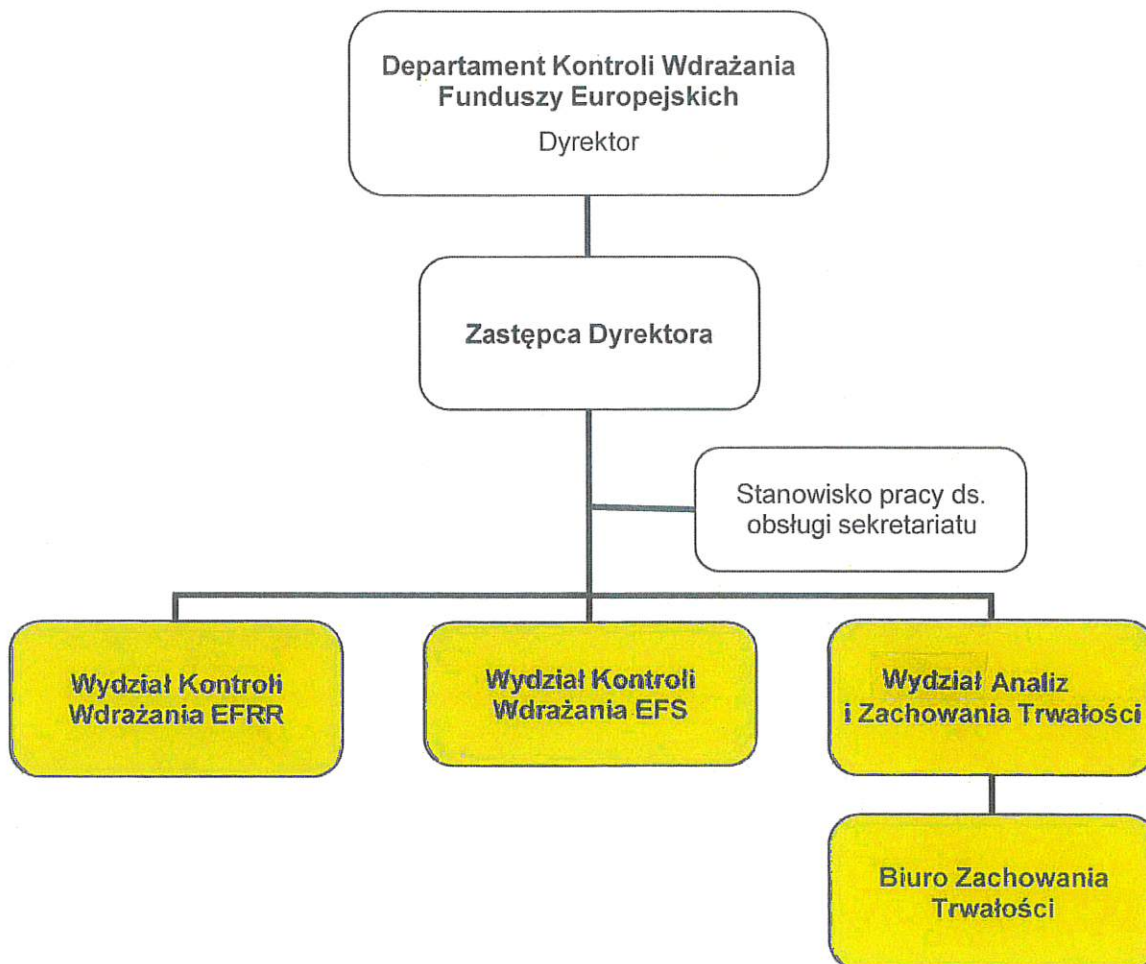 Departament Kontroli Wdrażania
Funduszy Europejskich
Dyrektor
Zastępca Dyrektora
Stanowisko pracy ds.
obsługi sekretariatu
Wydział Kontroli
Wdrażania EFRR
Wydział Kontroli
Wdrażania EFS
Wydział Analiz
i Zachowania Trwałości
Biuro Zachowania
Trwałości